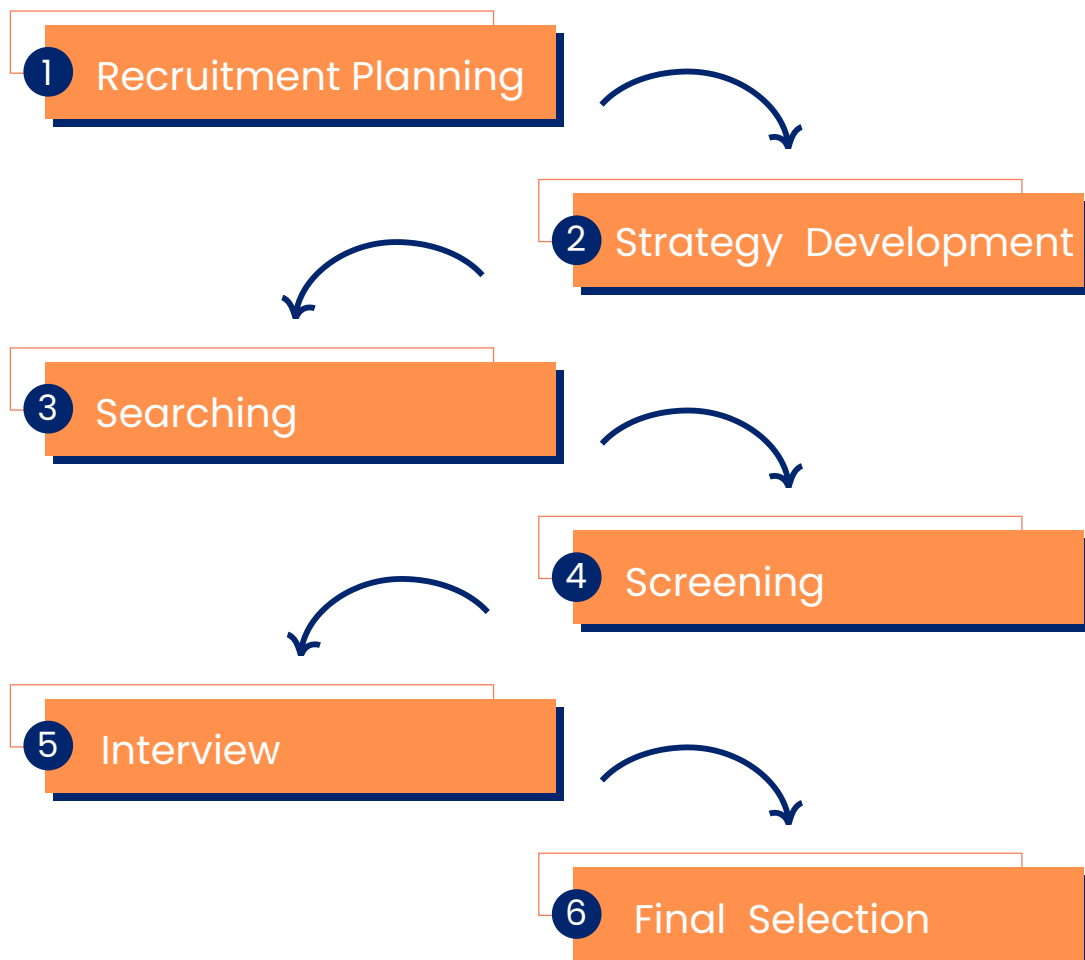 1 Recruitment Planning
2 Strategy Development
3 Searching
4 Screening
5 Interview
6 Final Selection